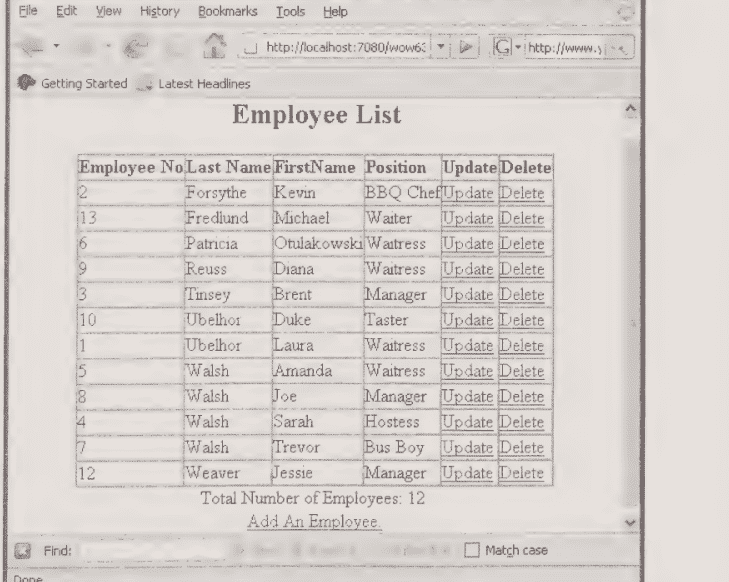 File Edit View History Bookmarks Tools Help
http://localhost:7080/wow63 G http://www.y
Getting Started Latest Headlines
Employee List
Employee No Last Name FirstName Position Update Delete
2 Forsythe Kevin BBQ Chef Update Delete
13 Fredlund Michael Waiter Update Delete
6 Patricia Otulakowski Waitress Update Delete
9 Reuss Diana Waitress Update Delete
3 Tinsey Brent Manager Update Delete
10 Ubelhor Duke Taster Update Delete
1 Ubelhor Laura Waitress Update Delete
5 Walsh Amanda Waitress Update Delete
8 Walsh Joe Manager Update Delete
4 Walsh Sarah Hostess Update Delete
7 Walsh Trevor Bus Boy Update Delete
12 Weaver Jessie Manager Update Delete
Total Number of Employees: 12
Add An Employee.
Find: Match case
Done